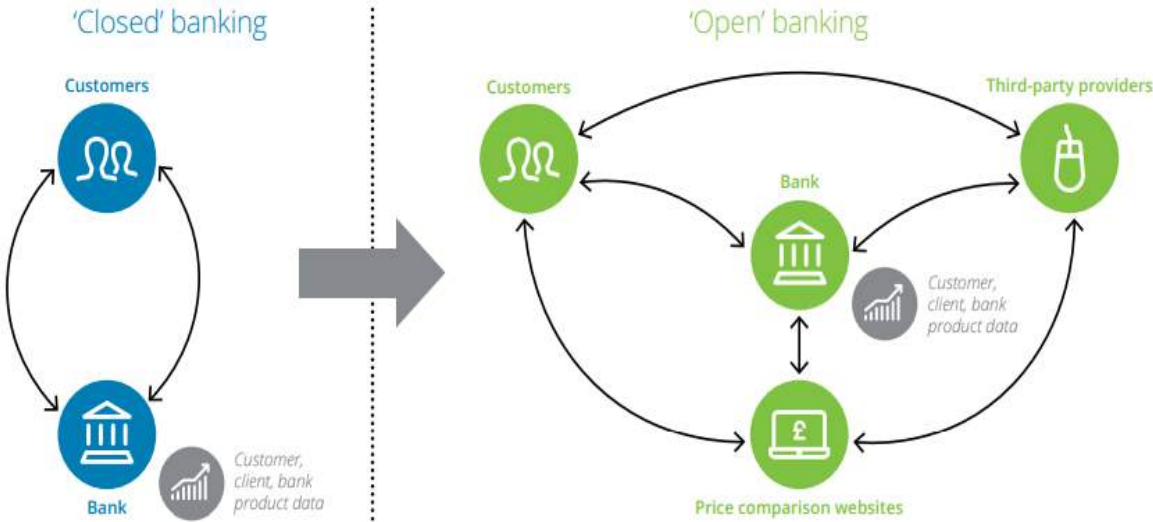 'Closed' banking
Customers
Bank
Customer,
client, bank
product data
'Open' banking
Customers
Third-party providers
Bank
Customer,
client, bank
product data
£
Price comparison websites